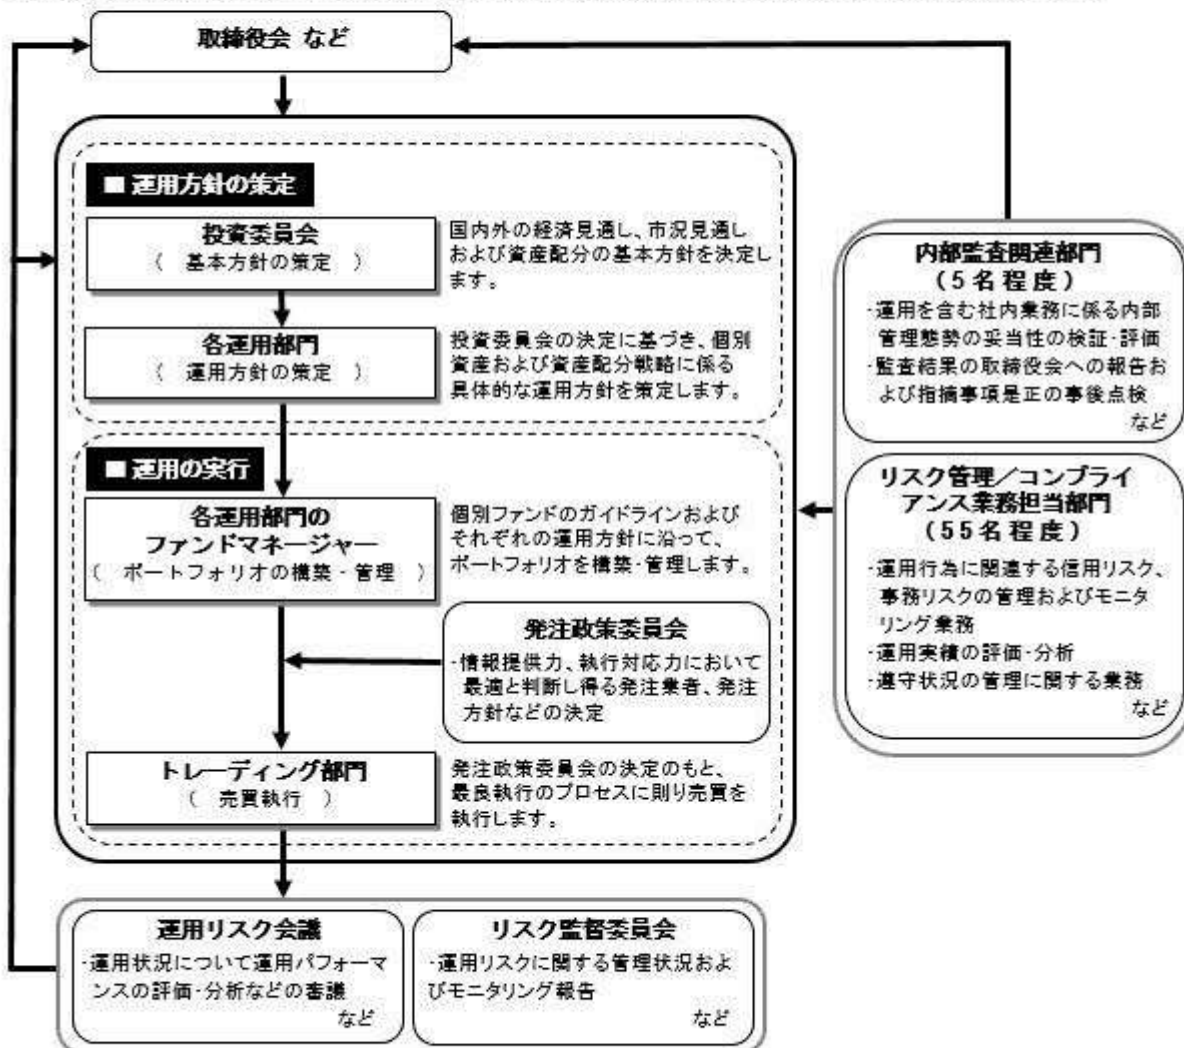 取締役会 など
■ 運用方針の策定
投資委員会
( 基本方針の策定 )
国内外の経済見通し、市況見通し
および資産配分の基本方針を決定し
ます。
各運用部門
( 運用方針の策定 )
投資委員会の決定に基づき、個別
資産および資産配分戦略に係る
具体的な運用方針を策定します。
■ 運用の実行
各運用部門の
ファンドマネージャー
( ポートフォリオの構築・管理 )
個別ファンドのガイドラインおよび
それぞれの運用方針に沿って、
ポートフォリオを構築・管理します。
発注政策委員会
・情報提供力、執行対応力において
最適と判断し得る発注業者、発注
方針などの決定
トレーディング部門
( 売買執行 )
発注政策委員会の決定のもと、
最良執行のプロセスに則り売買を
執行します。
内部監査関連部門
(5名程度)
・運用を含む社内業務に係る内部
管理態勢の妥当性の検証・評価
・監査結果の取締役会への報告お
よび指摘事項是正の事後点検
など
リスク管理/コンプライ
アンス業務担当部門
(55名程度)
・運用行為に関連する信用リスク、
事務リスクの管理およびモニタ
リング業務
・運用実績の評価・分析
・遵守状況の管理に関する業務
など
運用リスク会議
・運用状況について運用パフォーマ
ンスの評価・分析などの審議
など
リスク監督委員会
・運用リスクに関する管理状況およ
びモニタリング報告
など